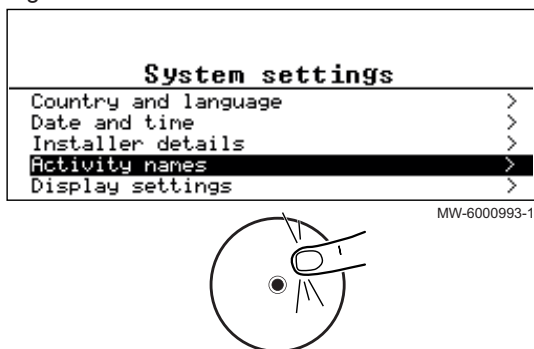 System settings
Country and language >
Date and time >
Installer details >
Activity names >
Display settings >
MW-6000993-1